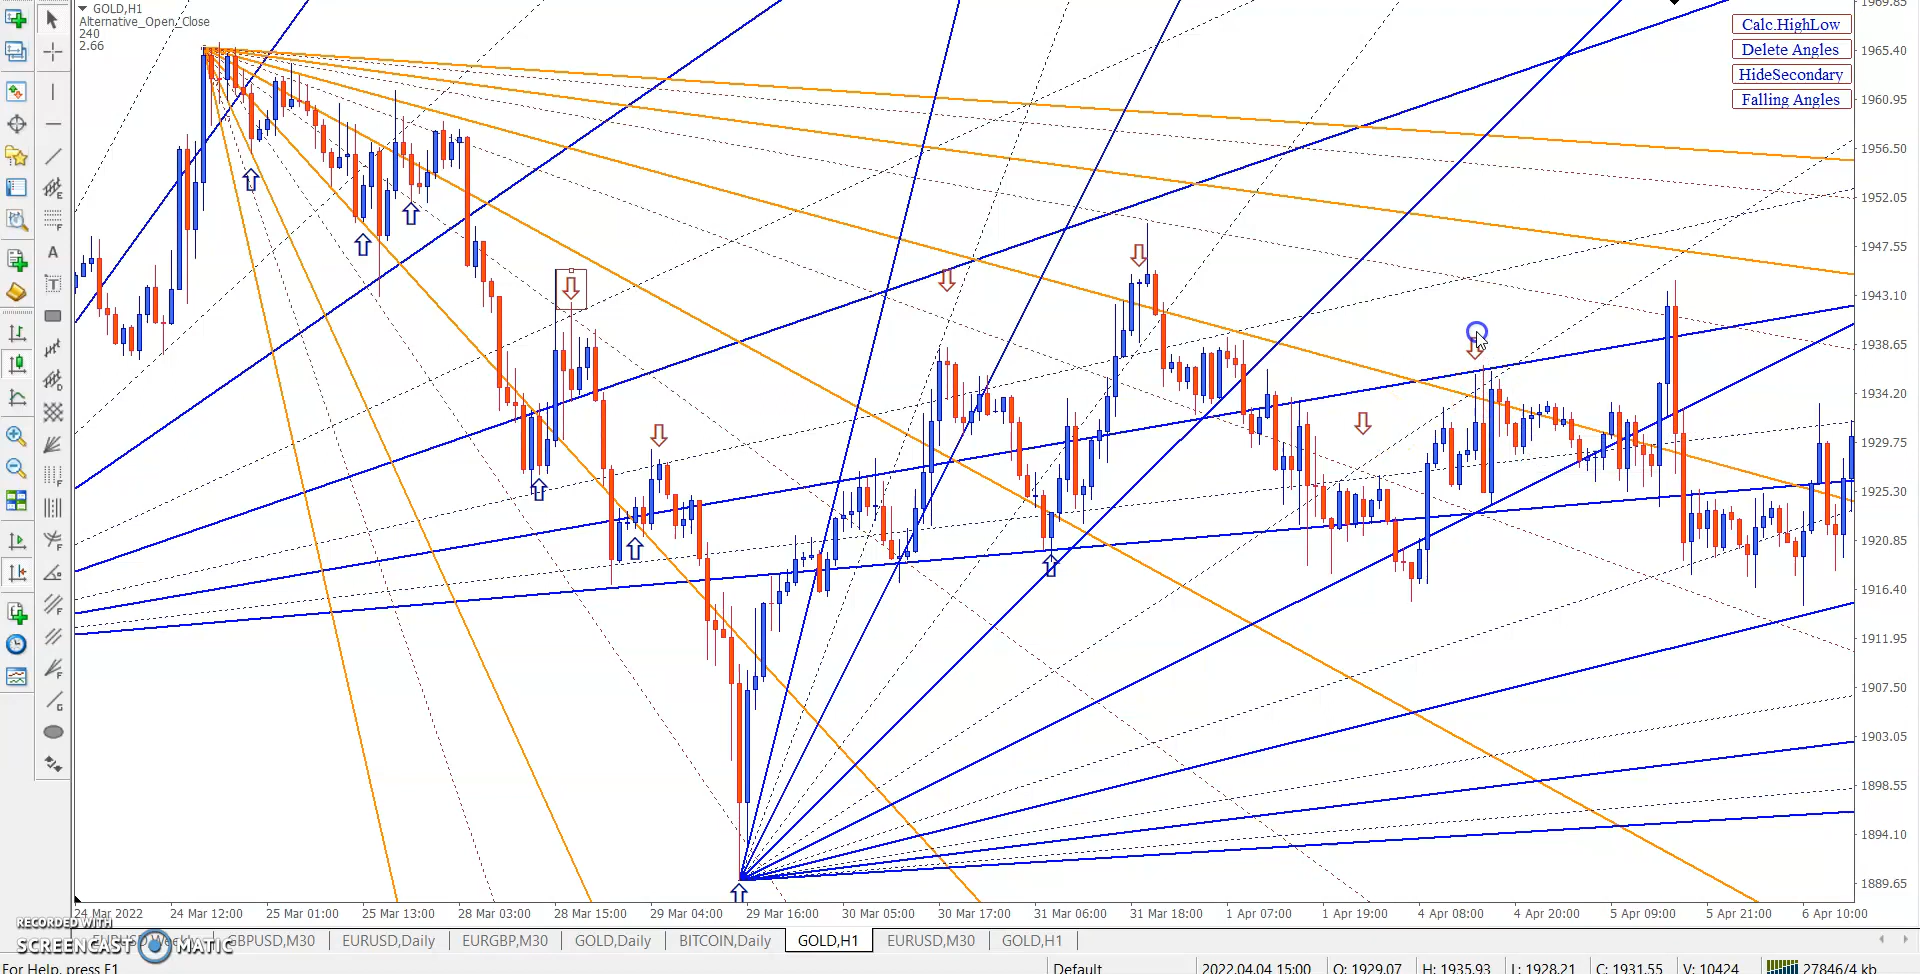 GOLD,H1
Alternative_Open_Close
240
2.66
Calc.HighLow
Delete Angles
HideSecondary
Falling Angles
1969.85
1965.40
1960.95
1956.50
1952.05
1947.55
1943.10
1938.65
1934.20
1929.75
1925.30
1920.85
1916.40
1911.95
1907.50
1903.05
1898.55
1894.10
1889.65
24 Mar 2022 24 Mar 12:00 25 Mar 01:00 25 Mar 13:00 28 Mar 03:00 28 Mar 15:00 29 Mar 04:00 29 Mar 16:00 30 Mar 05:00 30 Mar 17:00 31 Mar 06:00 31 Mar 18:00 1 Apr 07:00 1 Apr 19:00 4 Apr 08:00 4 Apr 20:00 5 Apr 09:00 5 Apr 21:00 6 Apr 10:00
RECORDED WITH
SCREENCAST MATIC
GBPUSD,M30 EURUSD,Daily EURGBP,M30 GOLD,Daily BITCOIN,Daily GOLD,H1 EURUSD,M30 GOLD,H1
For Help, press F1 Default 2022.04.04 15:00 O: 1929.07 H: 1935.93 L: 1928.21 C: 1931.55 V: 10424 27846/4 kb